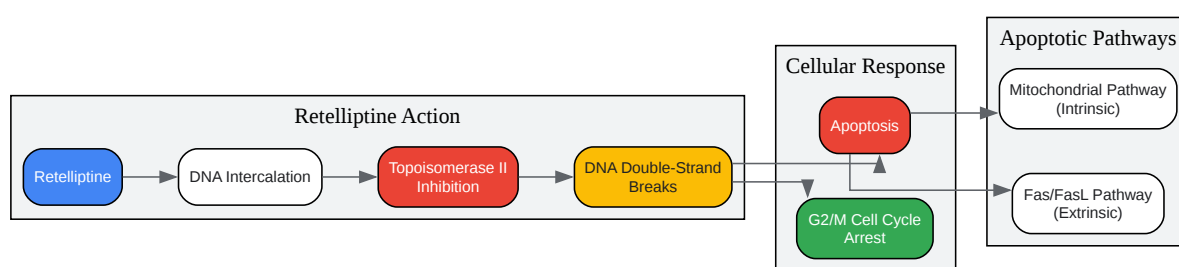 Retelliptine Action
Retelliptine
DNA Intercalation
Topoisomerase II
Inhibition
DNA Double-Strand
Breaks
Cellular Response
Apoptosis
G2/M Cell Cycle
Arrest
Apoptotic Pathways
Mitochondrial Pathway
(Intrinsic)
Fas/FasL Pathway
(Extrinsic)